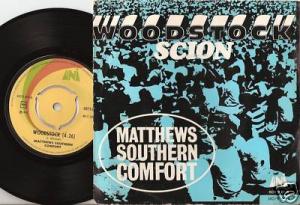 WOODSTOCK
SCION
MATTHEWS
SOUTHERN
COMFORT
UNI
WOODSTOCK (4.26)
MATTHEWS SOUTHERN
COMFORT